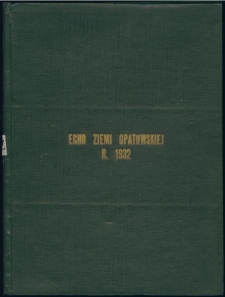 ECHO ZIEMI OPATOWSKIEJ
R. 1932